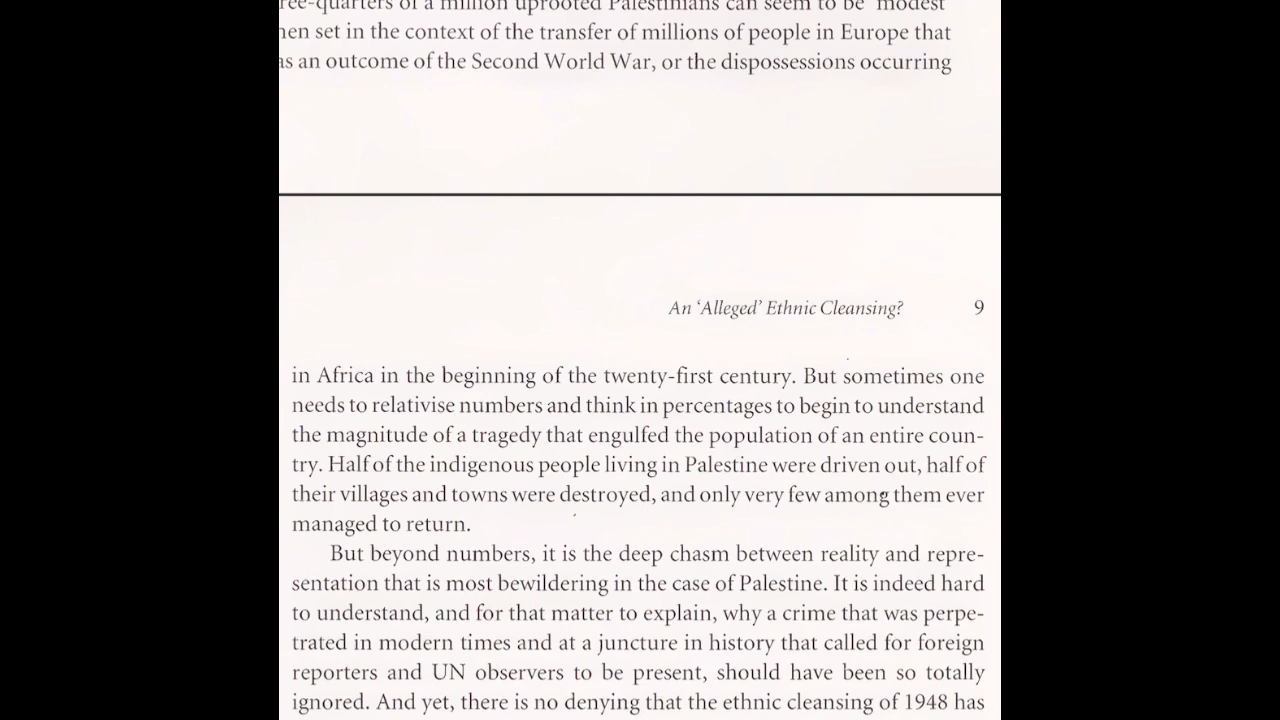 ree-quarters of a million uprooted Palestinians can seem to be 'modest'
hen set in the context of the transfer of millions of people in Europe that
as an outcome of the Second World War, or the dispossessions occurring
An 'Alleged' Ethnic Cleansing? 9
in Africa in the beginning of the twenty-first century. But sometimes one
needs to relativise numbers and think in percentages to begin to understand
the magnitude of a tragedy that engulfed the population of an entire coun-
try. Half of the indigenous people living in Palestine were driven out, half of
their villages and towns were destroyed, and only very few among them ever
managed to return.
But beyond numbers, it is the deep chasm between reality and repre-
sentation that is most bewildering in the case of Palestine. It is indeed hard
to understand, and for that matter to explain, why a crime that was perpe-
trated in modern times and at a juncture in history that called for foreign
reporters and UN observers to be present, should have been so totally
ignored. And yet, there is no denying that the ethnic cleansing of 1948 has